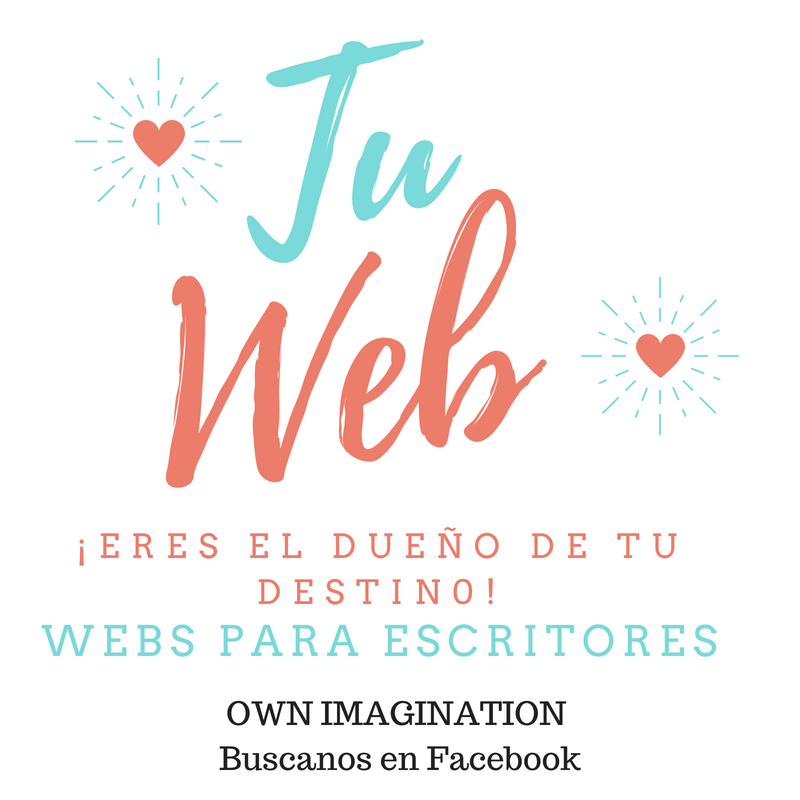 Tu
Web
¡ERES EL DUEÑO DE TU
DESTINO!
WEBS PARA ESCRITORES
OWN IMAGINATION
Buscanos en Facebook